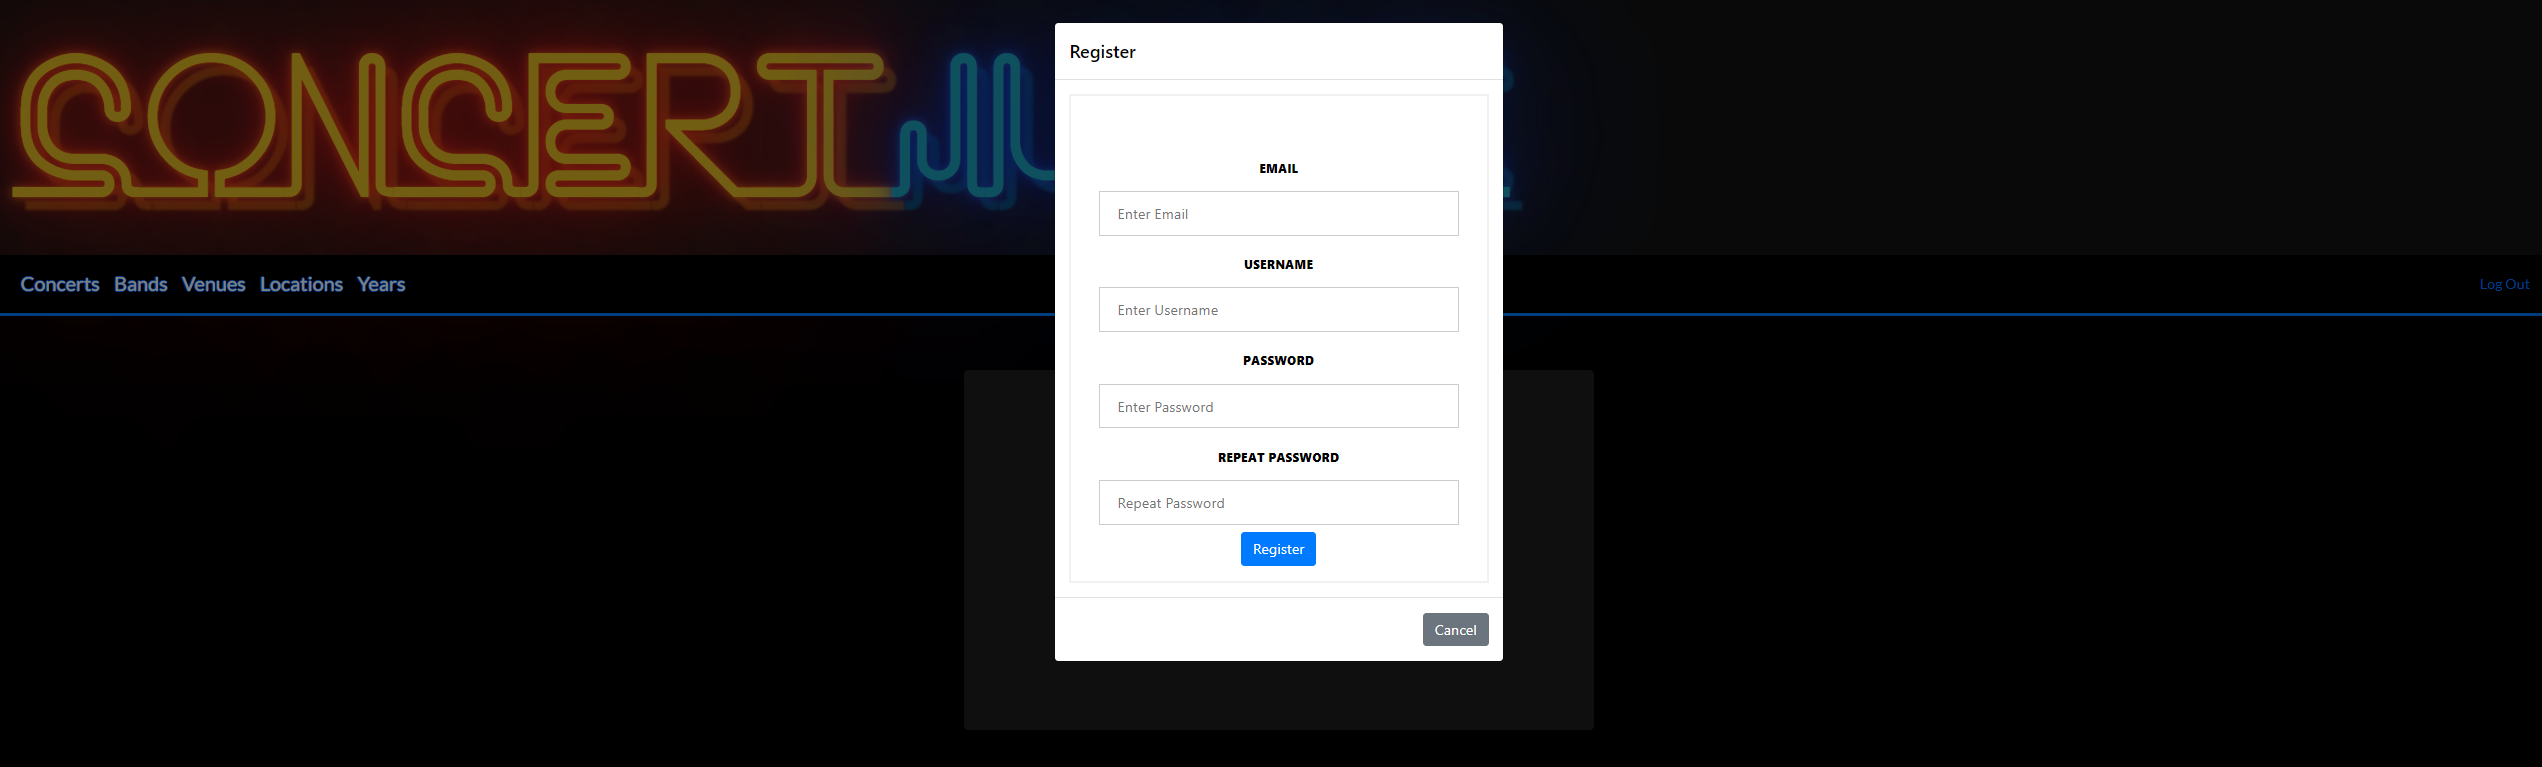 CONCERT
Register
EMAIL
Enter Email
USERNAME
Enter Username
PASSWORD
Enter Password
REPEAT PASSWORD
Repeat Password
Register
Cancel
Concerts Bands Venues Locations Years
Log Out